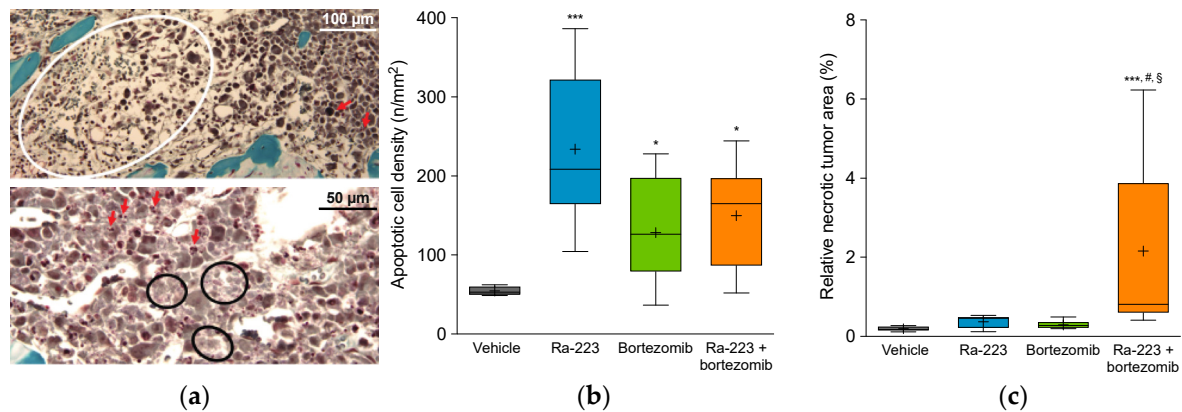 100 µm
50 µm
(a)
Apoptotic cell density (n/mm²)
400
300
200
100
0
***
*
*
Vehicle
Ra-223
Bortezomib
Ra-223 +
bortezomib
(b)
Relative necrotic tumor area (%)
8
6
4
2
0
***, #, §
Vehicle
Ra-223
Bortezomib
Ra-223 +
bortezomib
(c)